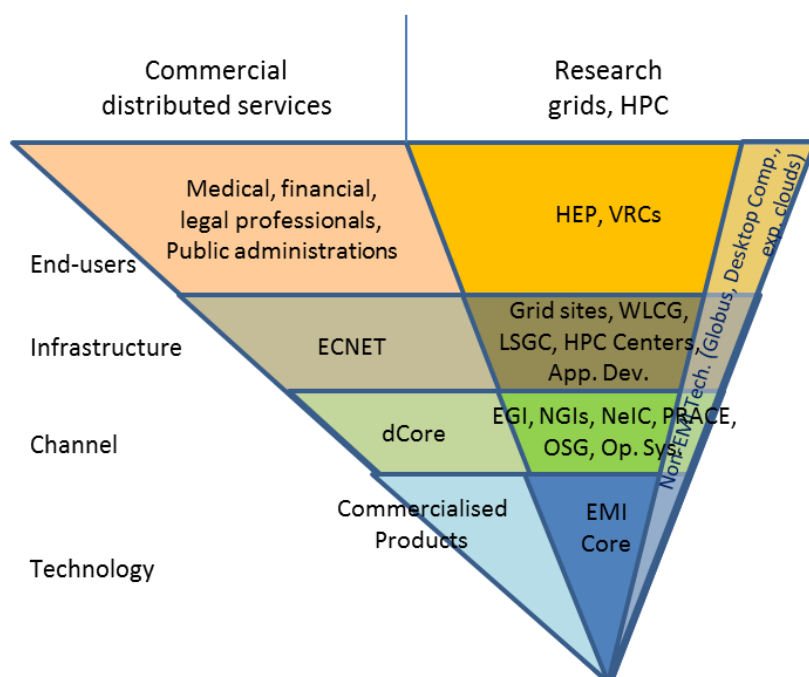 Commercial
distributed services
Research
grids, HPC
Medical, financial,
legal professionals,
Public administrations
HEP, VRCs
Non EMI Tech. (Globus, Desktop Comp.,
exp. clouds)
End-users
Infrastructure
ECNET
Grid sites, WLCG,
LSGC, HPC Centers,
App. Dev.
Channel
dCore
EGI, NGIs, NeIC, PRACE,
OSG, Op. Sys.
Technology
Commercialised
Products
EMI
Core